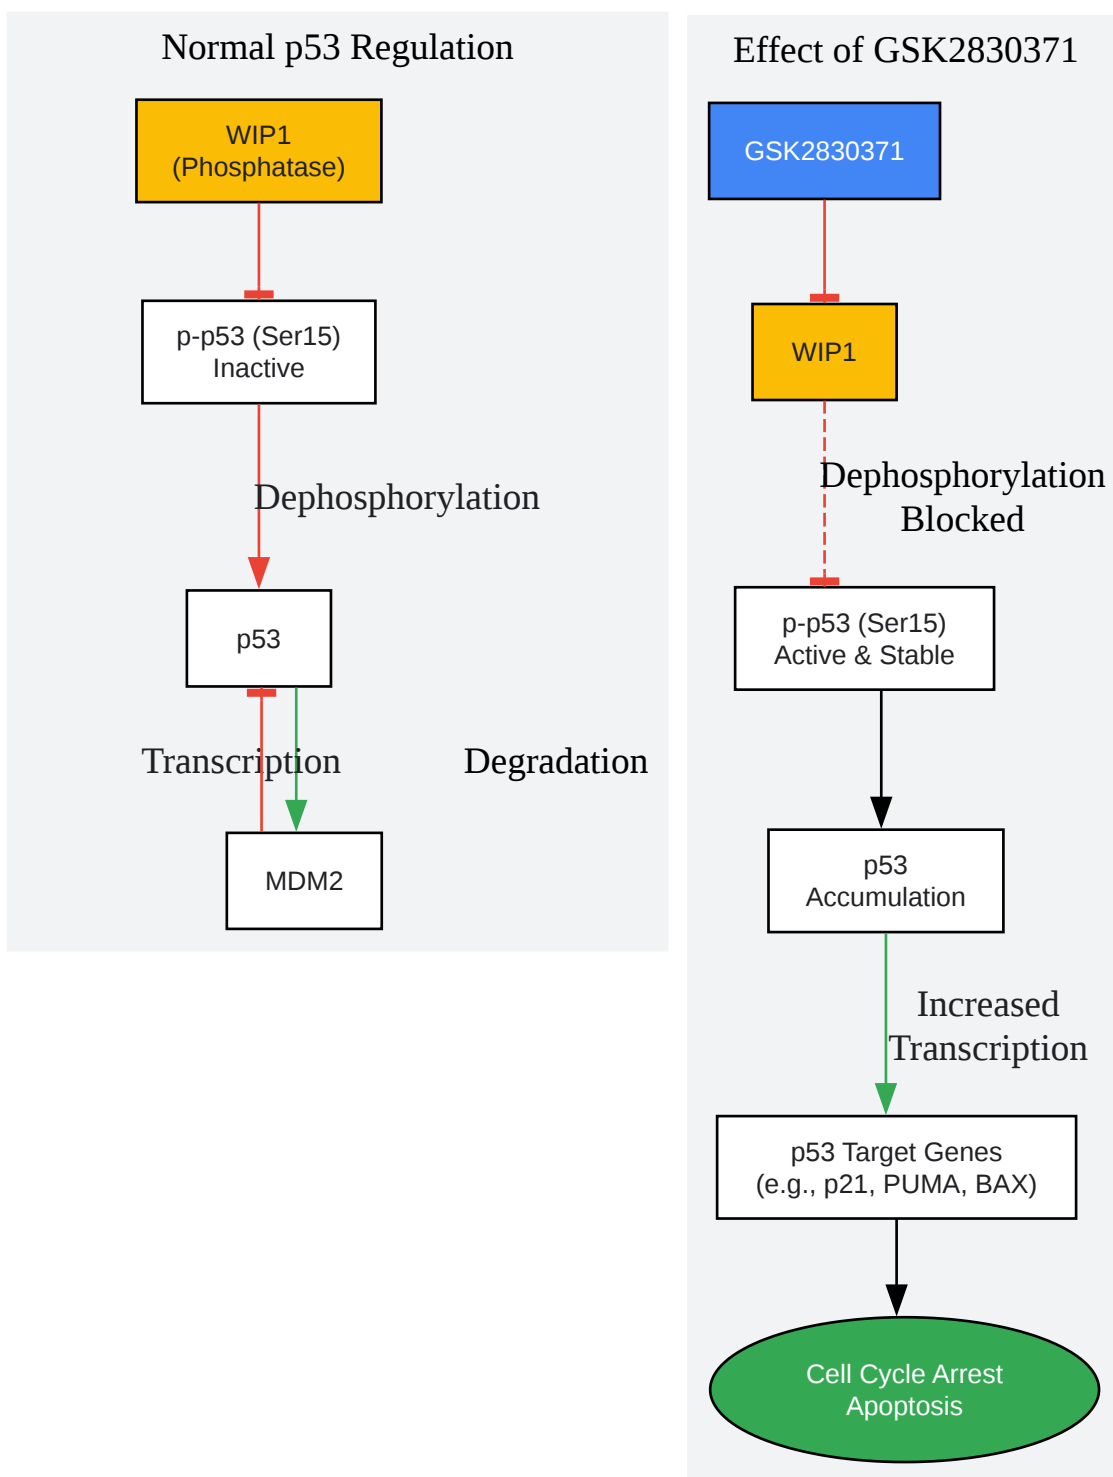 Normal p53 Regulation
WIP1
(Phosphatase)
p-p53 (Ser15)
Inactive
Dephosphorylation
p53
Transcription
Degradation
MDM2
Effect of GSK2830371
GSK2830371
WIP1
Dephosphorylation
Blocked
p-p53 (Ser15)
Active & Stable
p53
Accumulation
Increased
Transcription
p53 Target Genes
(e.g., p21, PUMA, BAX)
Cell Cycle Arrest
Apoptosis